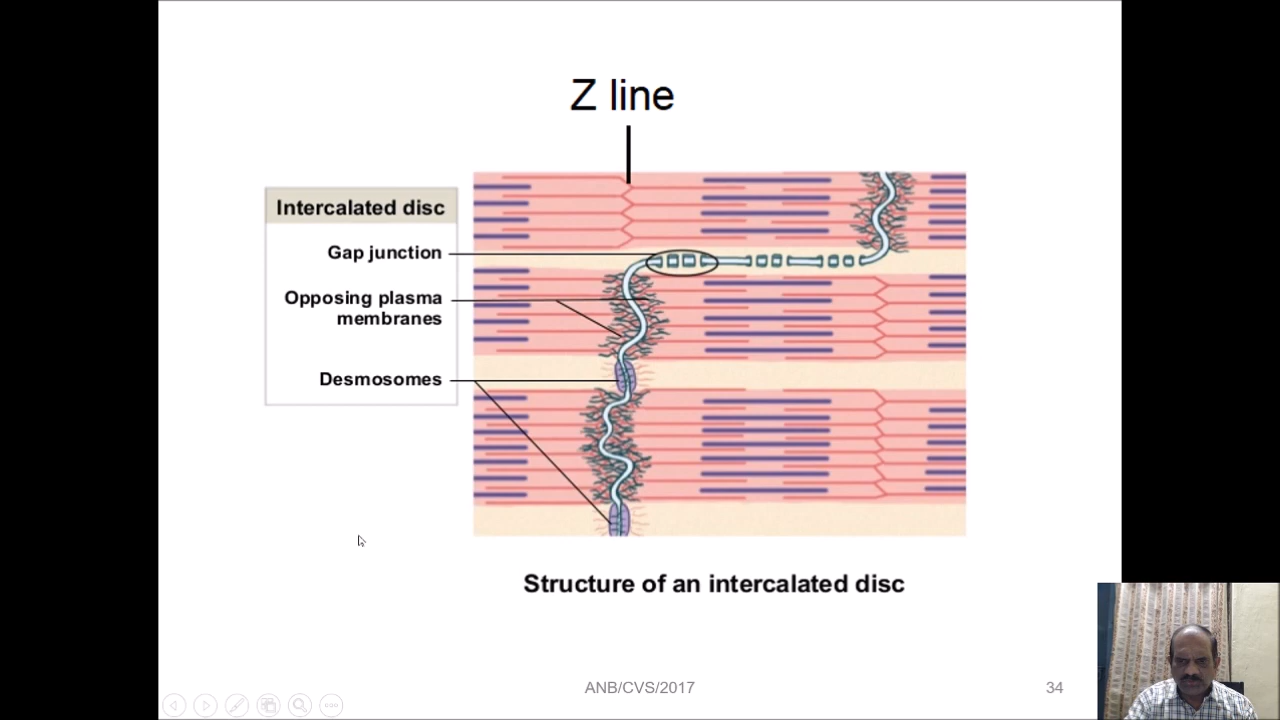 Z line
Intercalated disc
Gap junction
Opposing plasma
membranes
Desmosomes
Structure of an intercalated disc
ANB/CVS/2017
34